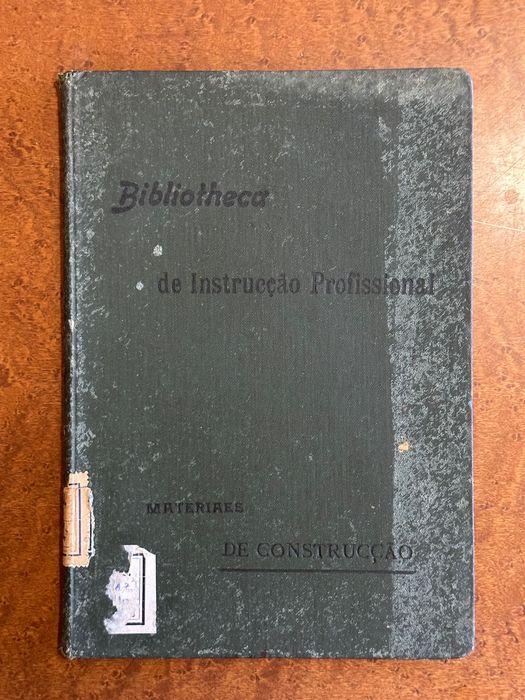 Bibliotheca
de Instrucção Profissional
MATERIAES
DE CONSTRUCÇÃO